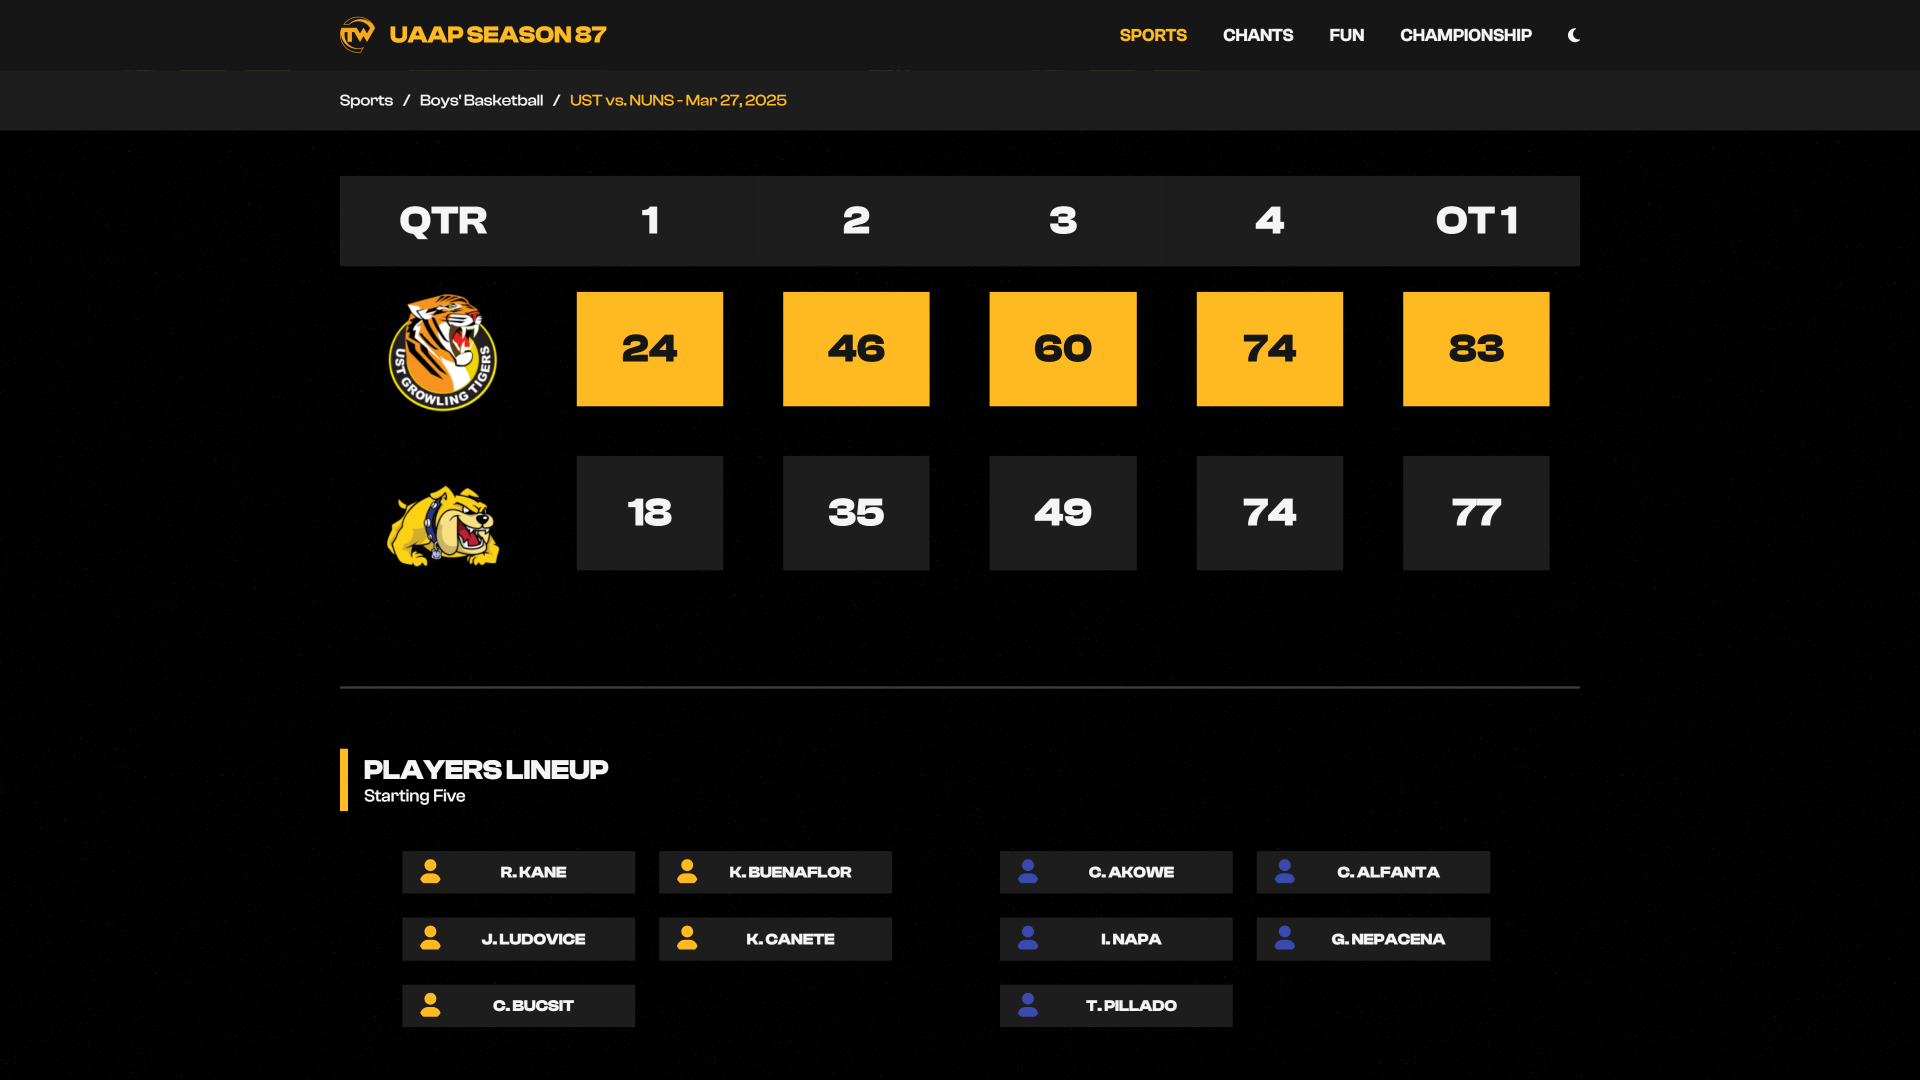 TW UAAP SEASON 87 SPORTS CHANTS FUN CHAMPIONSHIP
Sports / Boys' Basketball / UST vs. NUNS - Mar 27, 2025
QTR 1 2 3 4 OT 1
UST GROWLING TIGERS
24 46 60 74 83
18 35 49 74 77
PLAYERS LINEUP
Starting Five
R. KANE K. BUENAFLOR C. AKOWE C. ALFANTA
J. LUDOVICE K. CANETE I. NAPA G. NEPACENA
C. BUCSIT T. PILLADO